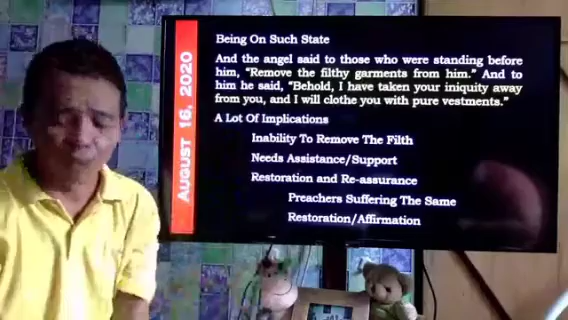 AUGUST 16, 2020
Being On Such State
And the angel said to those who were standing before
him, “Remove the filthy garments from him.” And to
him he said, “Behold, I have taken your iniquity away
from you, and I will clothe you with pure vestments.”
A Lot Of Implications
Inability To Remove The Filth
Needs Assistance/Support
Restoration and Re-assurance
Preachers Suffering The Same
Restoration/Affirmation